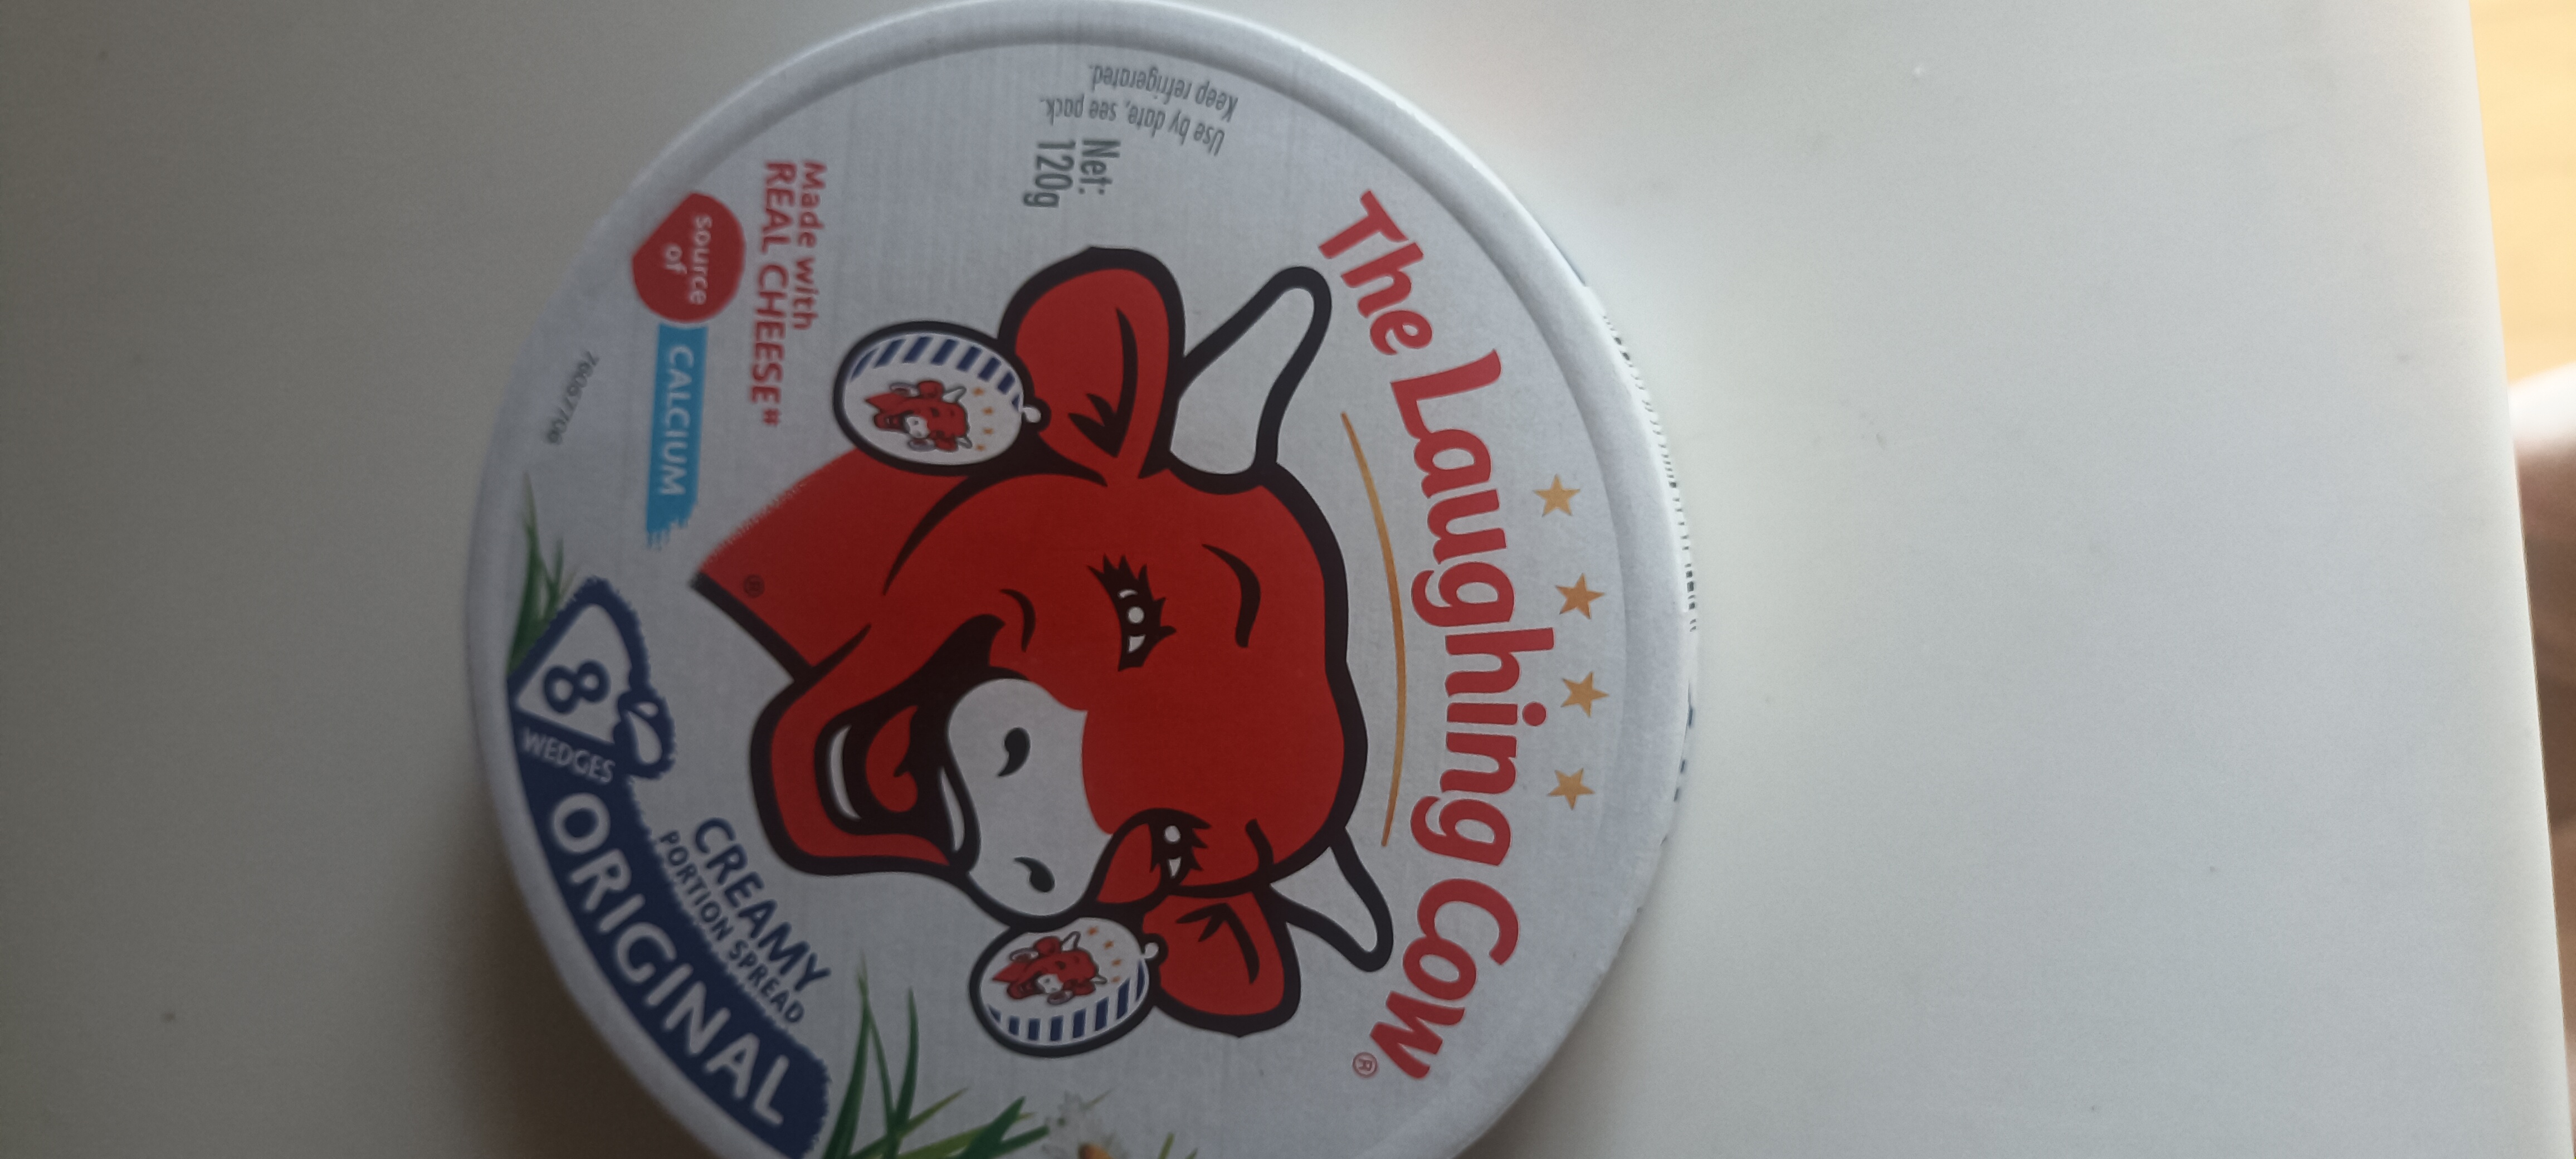 The Laughing Cow®
Net:
120g
Use by date, see pack.
Keep refrigerated.
Made with
REAL CHEESE#
source
of
CALCIUM
®
8
WEDGES
CREAMY
PORTION SPREAD
ORIGINAL